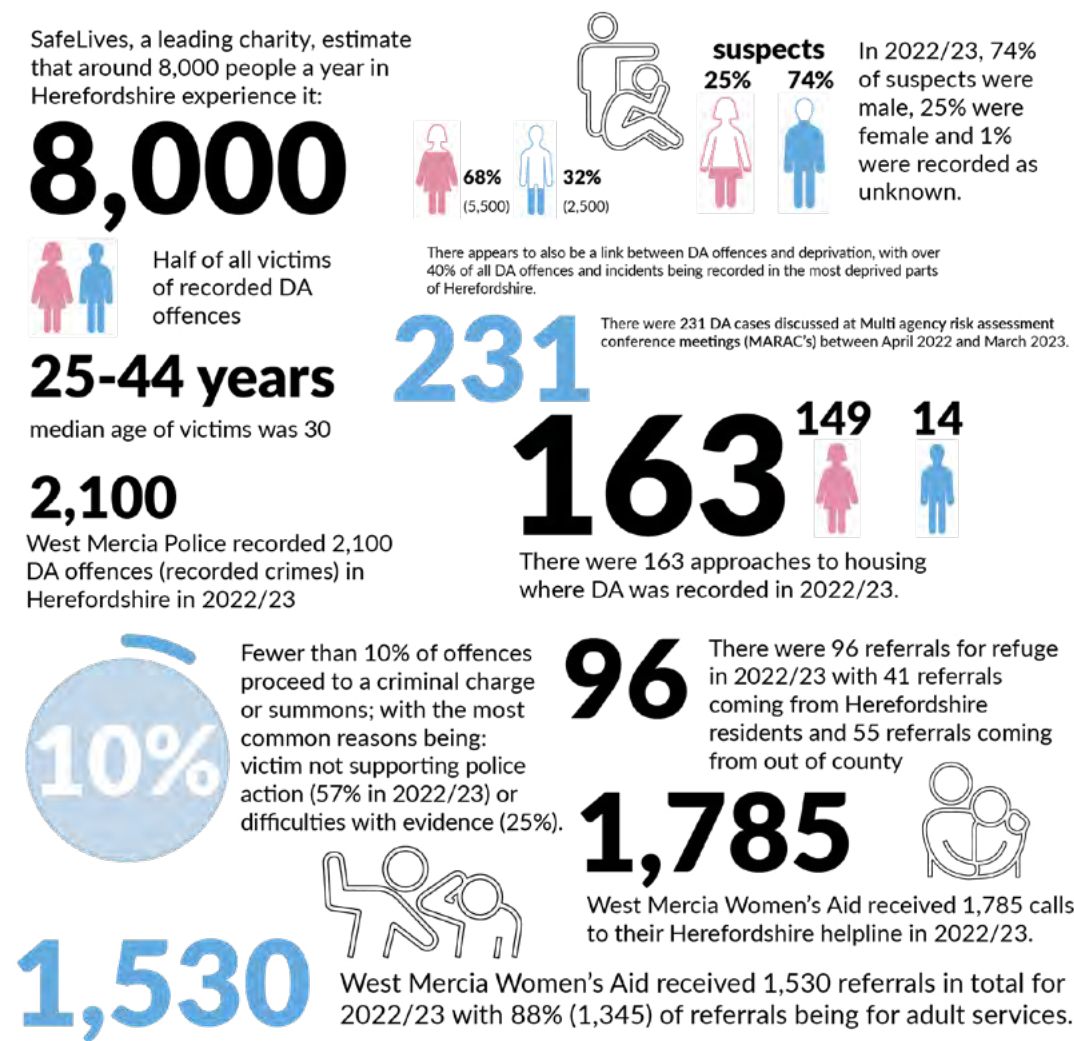 SafeLives, a leading charity, estimate
that around 8,000 people a year in
Herefordshire experience it:
8,000
68%
(5,500)
32%
(2,500)
suspects
25%
74%
In 2022/23, 74%
of suspects were
male, 25% were
female and 1%
were recorded as
unknown.
Half of all victims
of recorded DA
offences
25-44 years
median age of victims was 30
There appears to also be a link between DA offences and deprivation, with over
40% of all DA offences and incidents being recorded in the most deprived parts
of Herefordshire.
231
There were 231 DA cases discussed at Multi agency risk assessment
conference meetings (MARAC's) between April 2022 and March 2023.
2,100
West Mercia Police recorded 2,100
DA offences (recorded crimes) in
Herefordshire in 2022/23
163
149
14
There were 163 approaches to housing
where DA was recorded in 2022/23.
10%
Fewer than 10% of offences
proceed to a criminal charge
or summons; with the most
common reasons being:
victim not supporting police
action (57% in 2022/23) or
difficulties with evidence (25%).
96
There were 96 referrals for refuge
in 2022/23 with 41 referrals
coming from Herefordshire
residents and 55 referrals coming
from out of county
1,785
West Mercia Women's Aid received 1,785 calls
to their Herefordshire helpline in 2022/23.
1,530
West Mercia Women's Aid received 1,530 referrals in total for
2022/23 with 88% (1,345) of referrals being for adult services.